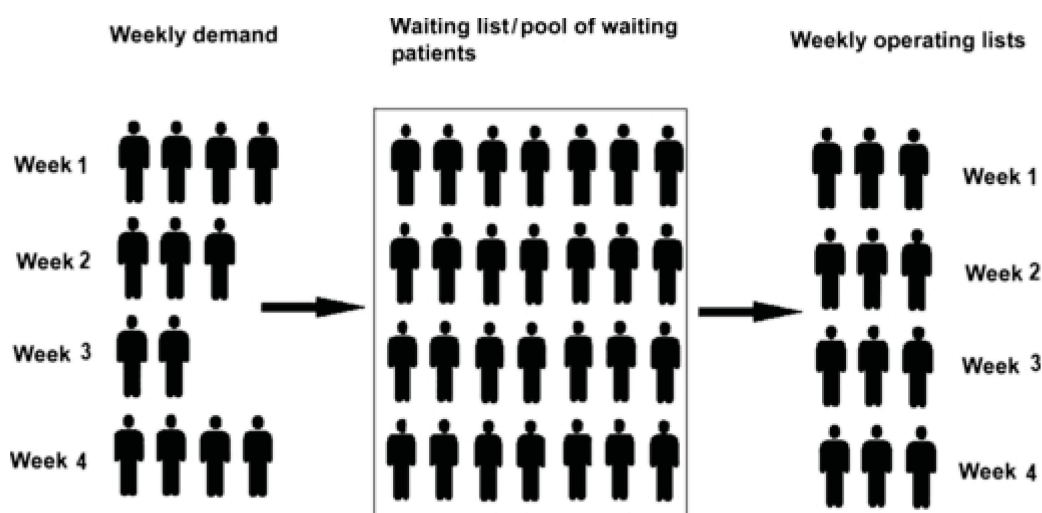 Weekly demand
Waiting list/pool of waiting
patients
Weekly operating lists
Week 1
Week 2
Week 3
Week 4
Week 1
Week 2
Week 3
Week 4